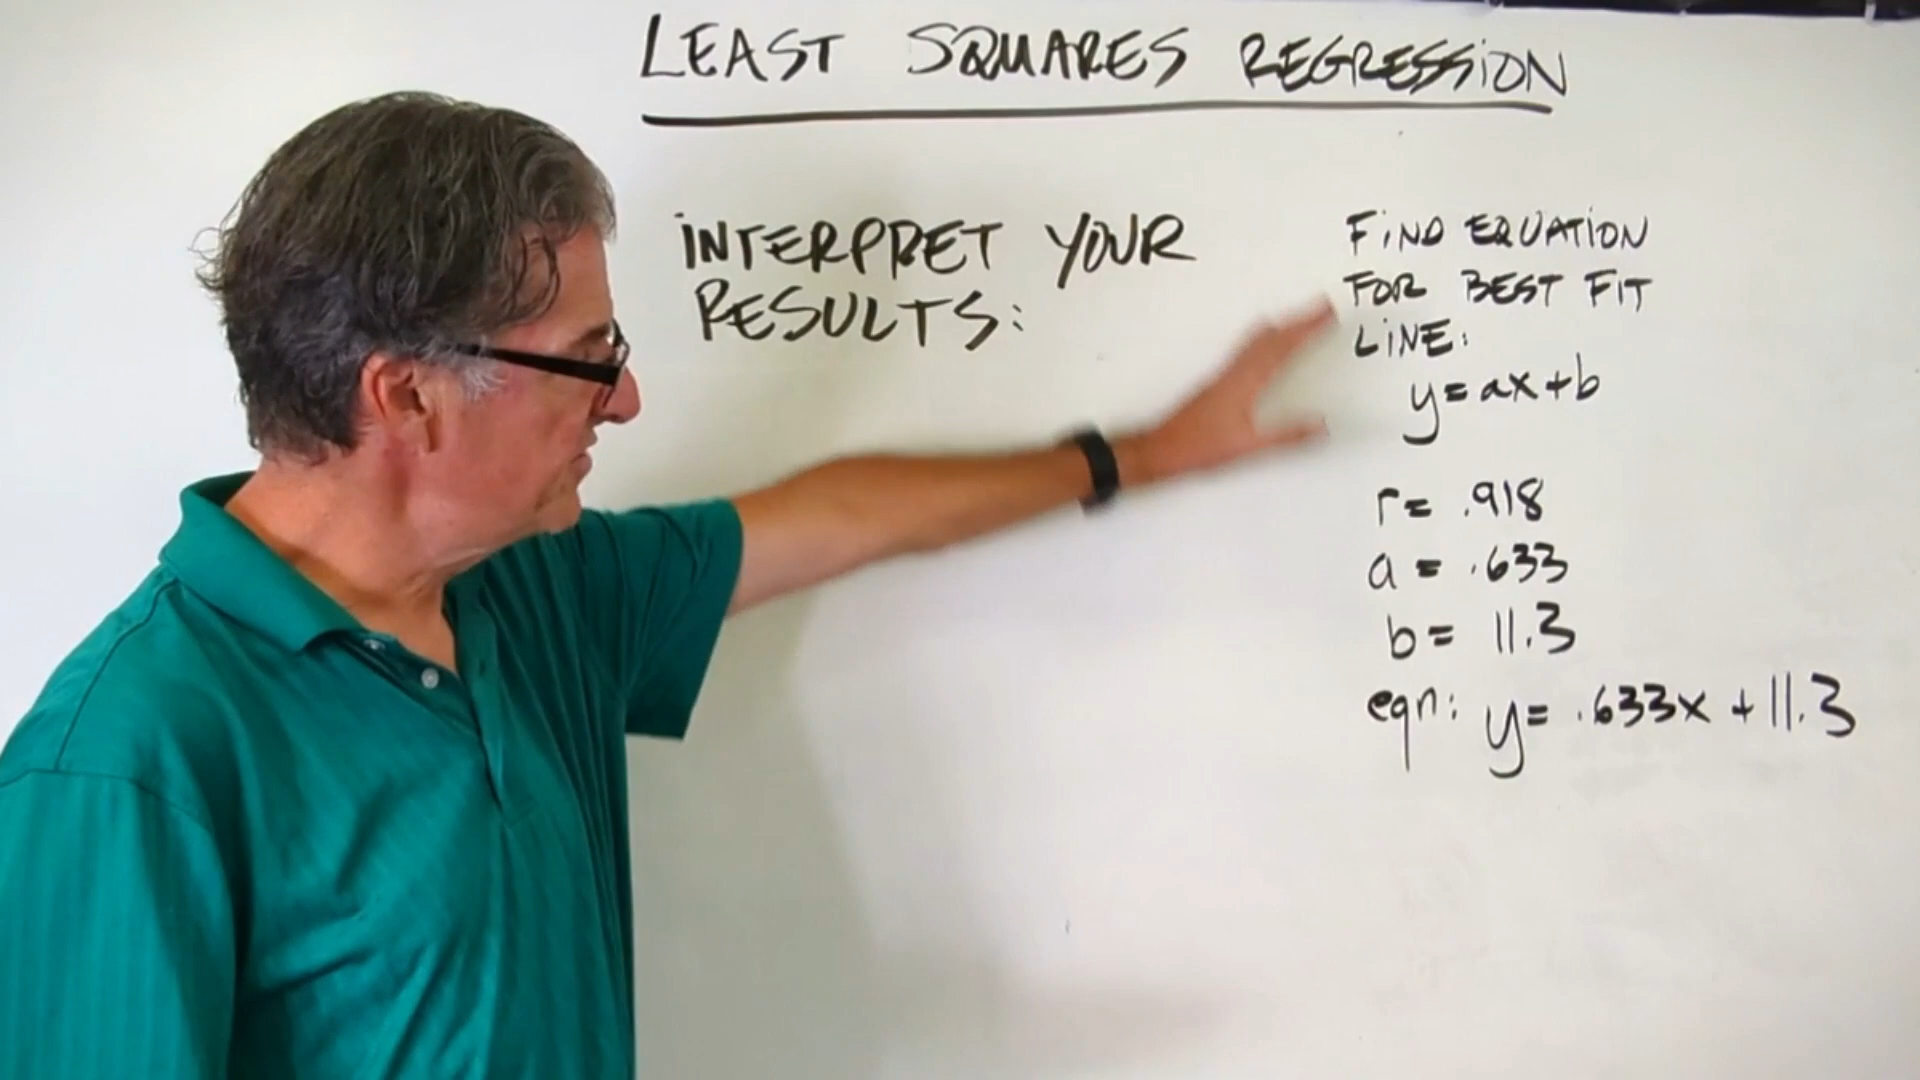 LEAST SQUARES REGRESSION
INTERPRET YOUR
RESULTS:
FIND EQUATION
FOR BEST FIT
LINE:
y=ax+b
r= .918
a = .633
b= 11.3
eqn: y= .633x + 11.3